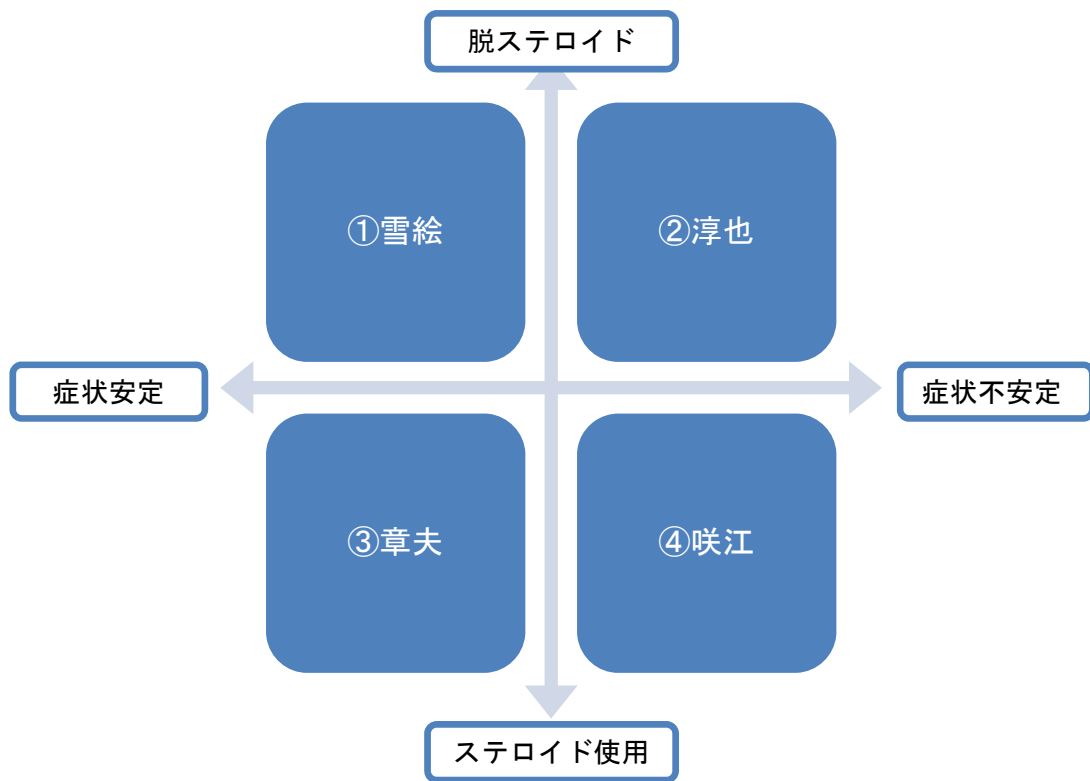 脱ステロイド
①雪絵
②淳也
症状安定
症状不安定
③章夫
④咲江
ステロイド使用